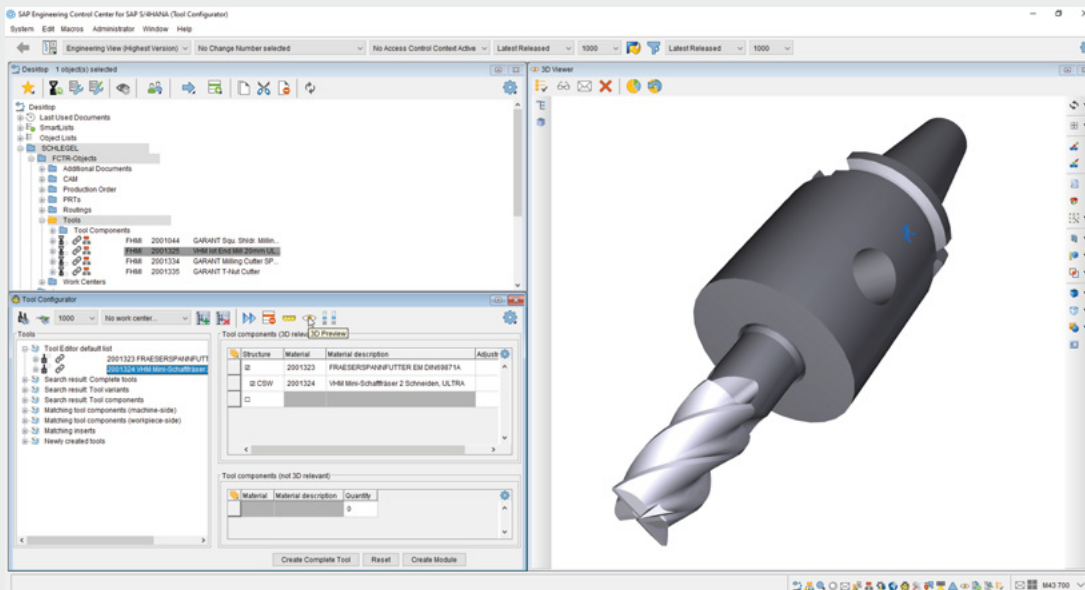 SAP Engineering Control Center for SAP S/4HANA (Tool Configurator)
System Edit Macros Administrator Window Help
Engineering View (Highest Version) No Change Number selected No Access Control Context Active Latest Released 1000 Latest Released 1000
Desktop 1 object(s) selected
Desktop
Last Used Documents
SmartLists
Object Lists
SCHLEGEL
FCTR-Objects
Additional Documents
CAM
Production Order
PRTs
Routings
Tools
Tool Components
FHMI 2001044 GARANT Squ. Shldr. Millin...
FHMI 2001325 VHM lot End Mill 20mm UL...
FHMI 2001334 GARANT Milling Cutter SP...
FHMI 2001335 GARANT T-Nut Cutter
Work Centers
3D Viewer
Tool Configurator
1000 No work center...
3D Preview
Tools
Tool Editor default list
2001323 FRAESERSPANNFUTT
2001324 VHM Mini-Schaftfräser
Search result: Complete tools
Search result: Tool variants
Search result: Tool components
Matching tool components (machine-side)
Matching tool components (workpiece-side)
Matching inserts
Newly created tools
Tool components (3D relev
Structure Material Material description Adjust
2001323 FRAESERSPANNFUTTER EM DIN69871A
CSW 2001324 VHM Mini-Schaftfräser 2 Schneiden, ULTRA
Tool components (not 3D relevant)
Material Material description Quantity
0
Create Complete Tool Reset Create Module
M43 700